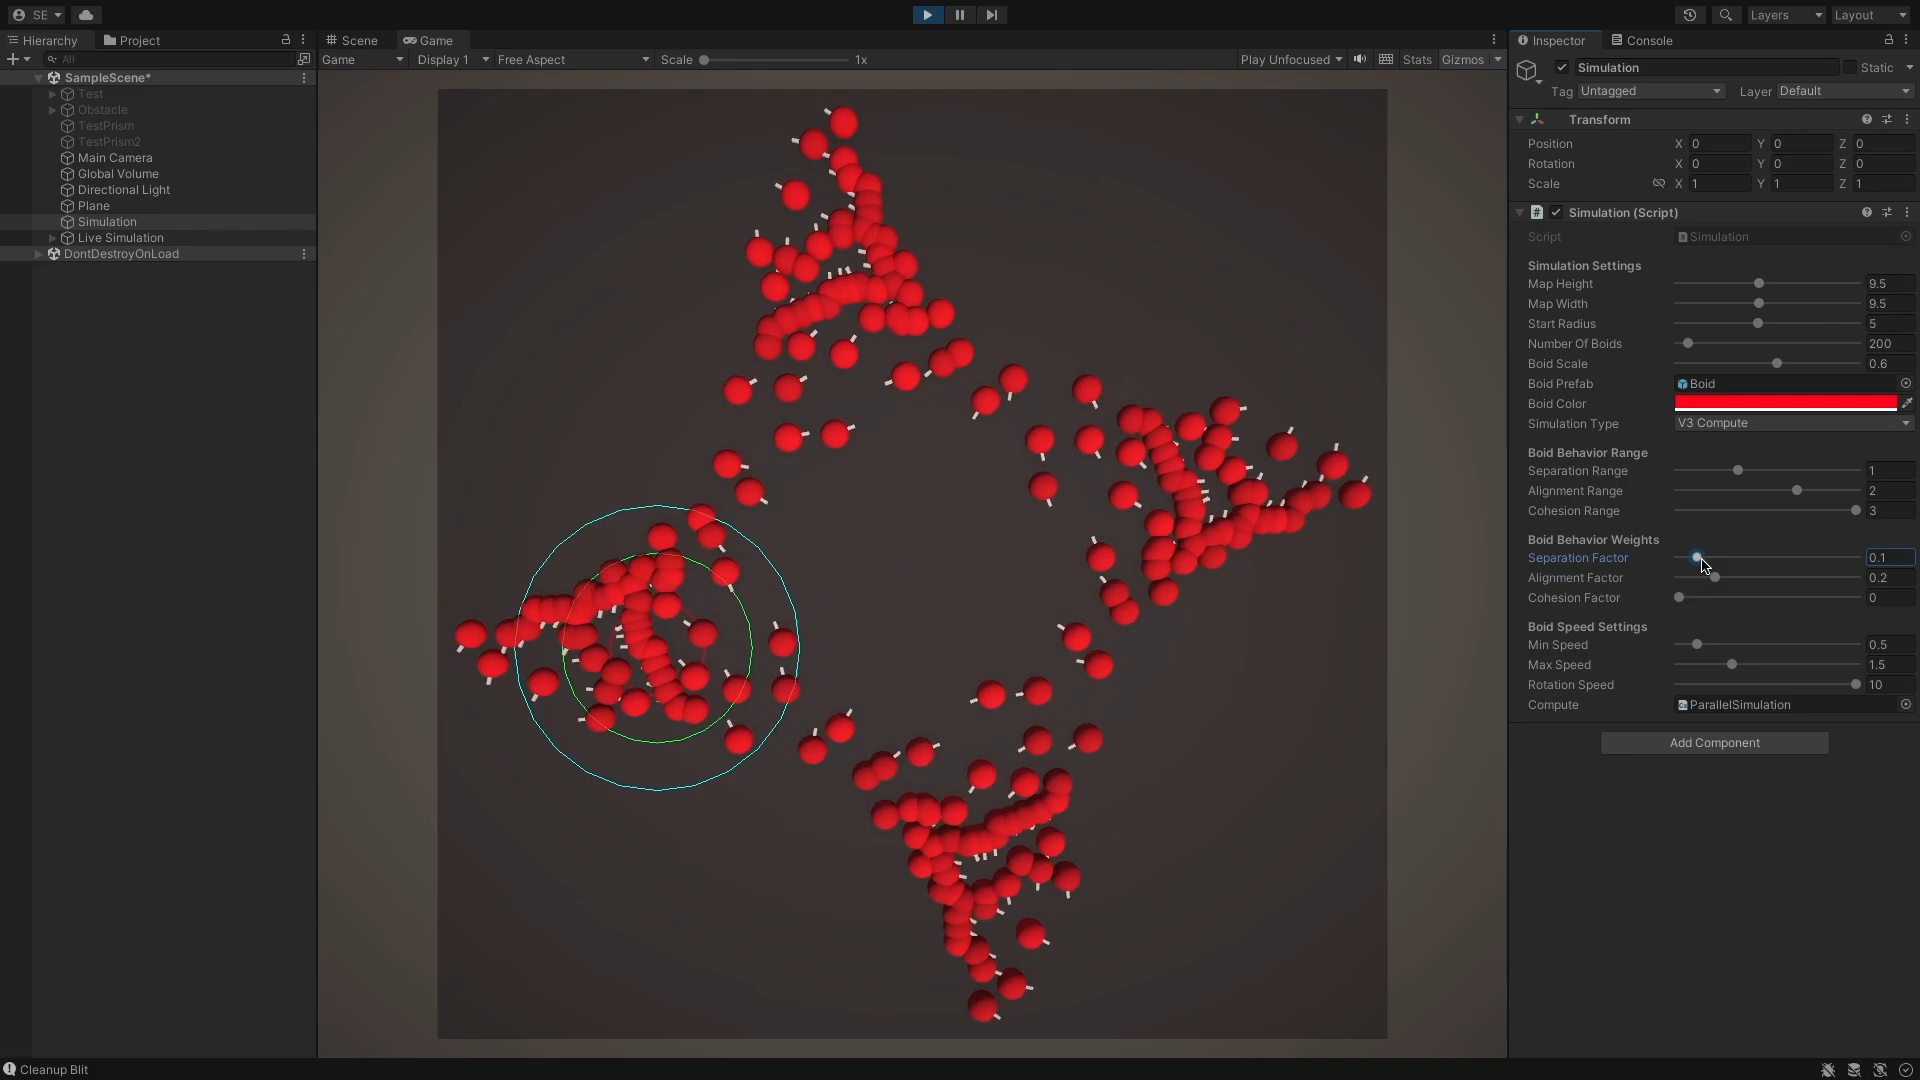 SE
Layers
Layout
Hierarchy
Project
All
SampleScene*
Test
Obstacle
TestPrism
TestPrism2
Main Camera
Global Volume
Directional Light
Plane
Simulation
Live Simulation
DontDestroyOnLoad
Scene
Game
Game
Display 1
Free Aspect
Scale
1x
Play Unfocused
Stats
Gizmos
Inspector
Console
Simulation
Static
Tag
Untagged
Layer
Default
Transform
Position X 0 Y 0 Z 0
Rotation X 0 Y 0 Z 0
Scale X 1 Y 1 Z 1
# Simulation (Script)
Script Simulation
Simulation Settings
Map Height 9.5
Map Width 9.5
Start Radius 5
Number Of Boids 200
Boid Scale 0.6
Boid Prefab Boid
Boid Color
Simulation Type V3 Compute
Boid Behavior Range
Separation Range 1
Alignment Range 2
Cohesion Range 3
Boid Behavior Weights
Separation Factor 0.1
Alignment Factor 0.2
Cohesion Factor 0
Boid Speed Settings
Min Speed 0.5
Max Speed 1.5
Rotation Speed 10
Compute ParallelSimulation
Add Component
Cleanup Blit